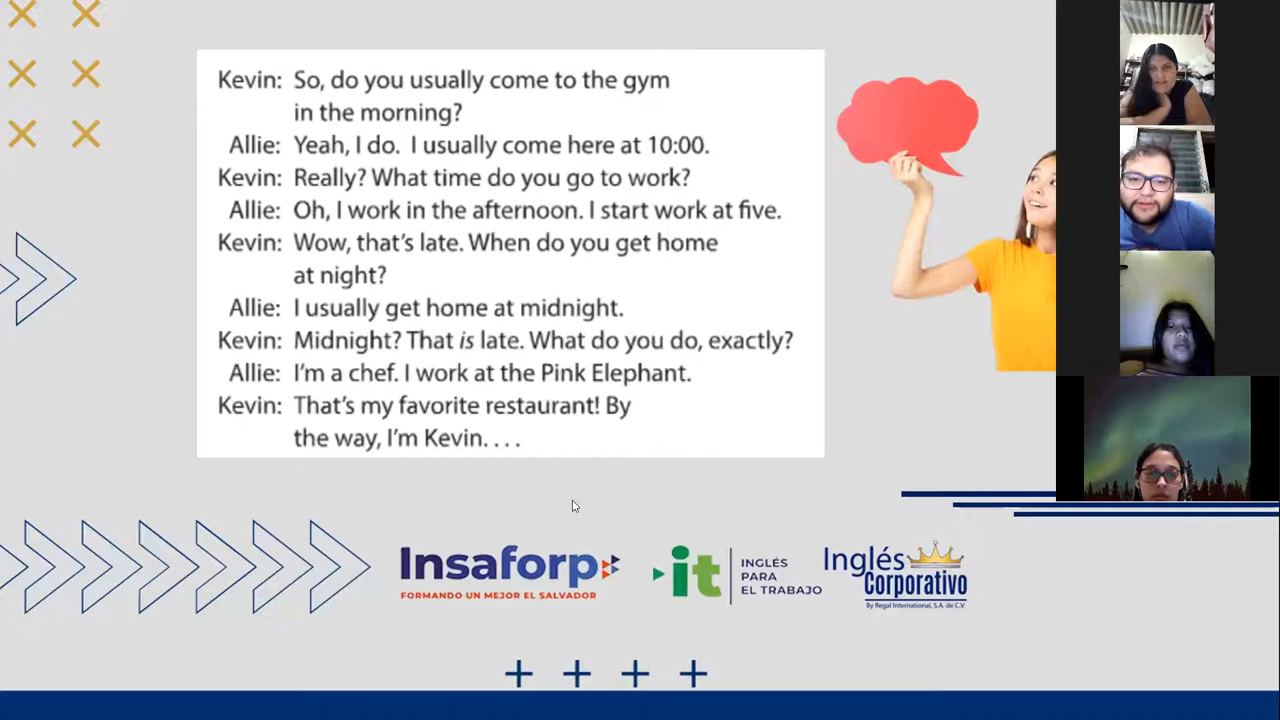 Kevin: So, do you usually come to the gym
in the morning?
Allie: Yeah, I do. I usually come here at 10:00.
Kevin: Really? What time do you go to work?
Allie: Oh, I work in the afternoon. I start work at five.
Kevin: Wow, that's late. When do you get home
at night?
Allie: I usually get home at midnight.
Kevin: Midnight? That is late. What do you do, exactly?
Allie: I'm a chef. I work at the Pink Elephant.
Kevin: That's my favorite restaurant! By
the way, I'm Kevin. . . .
Insaforp
FORMANDO UN MEJOR EL SALVADOR
it
INGLÉS
PARA
EL TRABAJO
Inglés
Corporativo
By Regal International, S.A. de C.V.